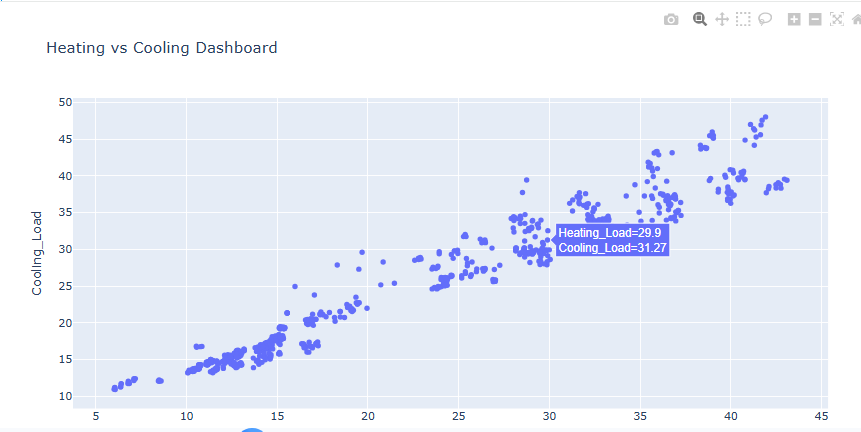 Heating vs Cooling Dashboard
50
45
40
35
30
25
20
15
10
Cooling_Load
Heating_Load=29.9
Cooling_Load=31.27
5 10 15 20 25 30 35 40 45